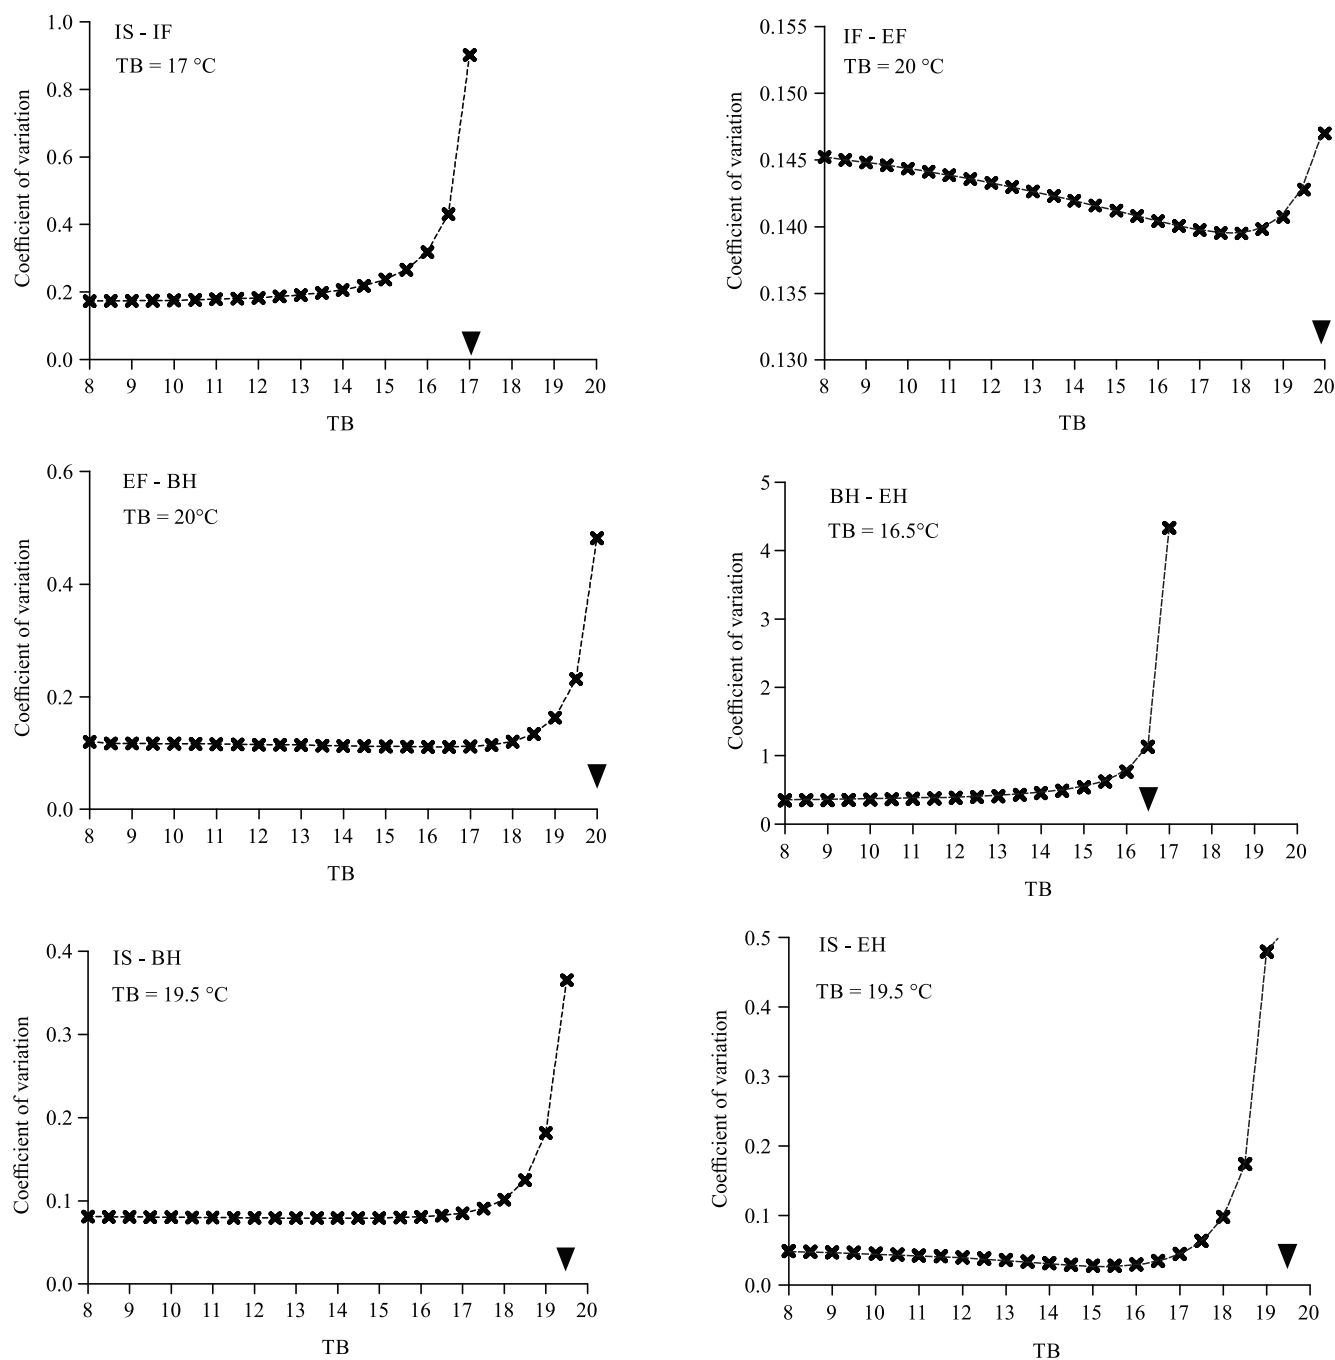 IS - IF
TB = 17 °C
Coefficient of variation
1.0
0.8
0.6
0.4
0.2
0.0
8 9 10 11 12 13 14 15 16 17 18 19 20
TB
IF - EF
TB = 20 °C
Coefficient of variation
0.155
0.150
0.145
0.140
0.135
0.130
8 9 10 11 12 13 14 15 16 17 18 19 20
TB
EF - BH
TB = 20°C
Coefficient of variation
0.6
0.4
0.2
0.0
8 9 10 11 12 13 14 15 16 17 18 19 20
TB
BH - EH
TB = 16.5°C
Coefficient of variation
5
4
3
2
1
0
8 9 10 11 12 13 14 15 16 17 18 19 20
TB
IS - BH
TB = 19.5 °C
Coefficient of variation
0.4
0.3
0.2
0.1
0.0
8 9 10 11 12 13 14 15 16 17 18 19 20
TB
IS - EH
TB = 19.5 °C
Coefficient of variation
0.5
0.4
0.3
0.2
0.1
0.0
8 9 10 11 12 13 14 15 16 17 18 19 20
TB